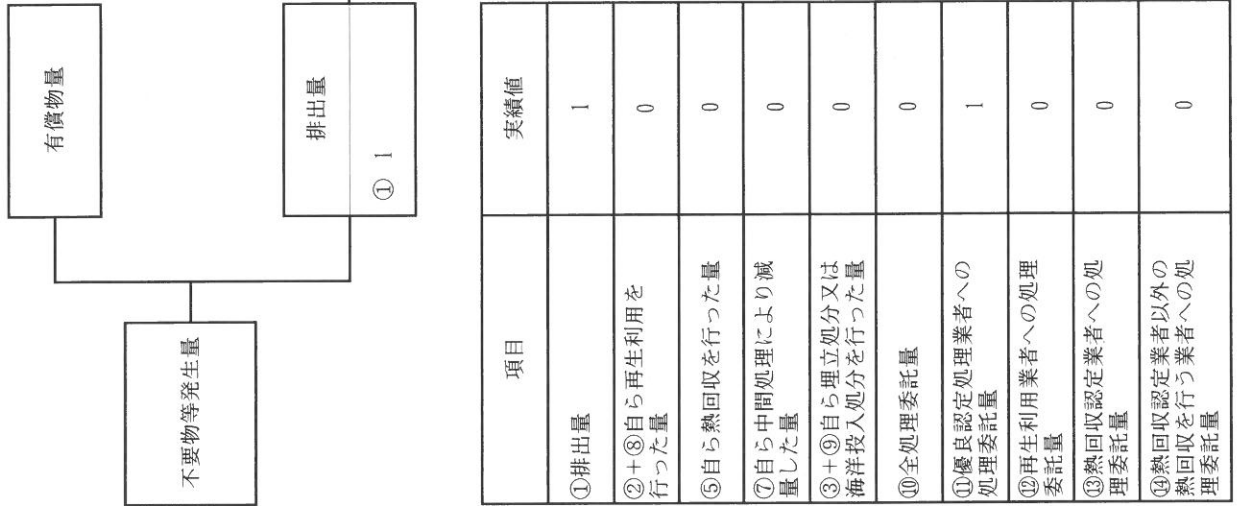 不要物等発生量
有償物量
排出量
① 1
項目
実績値
①排出量
1
②+⑧自ら再生利用を
行った量
0
⑤自ら熱回収を行った量
0
⑦自ら中間処理により減
量した量
0
③+⑨自ら埋立処分又は
海洋投入処分を行った量
0
⑩全処理委託量
0
⑪優良認定処理業者への
処理委託量
1
⑫再生利用業者への処理
委託量
0
⑬熱回収認定業者への処
理委託量
0
⑭熱回収認定業者以外の
熱回収を行う業者への処
理委託量
0